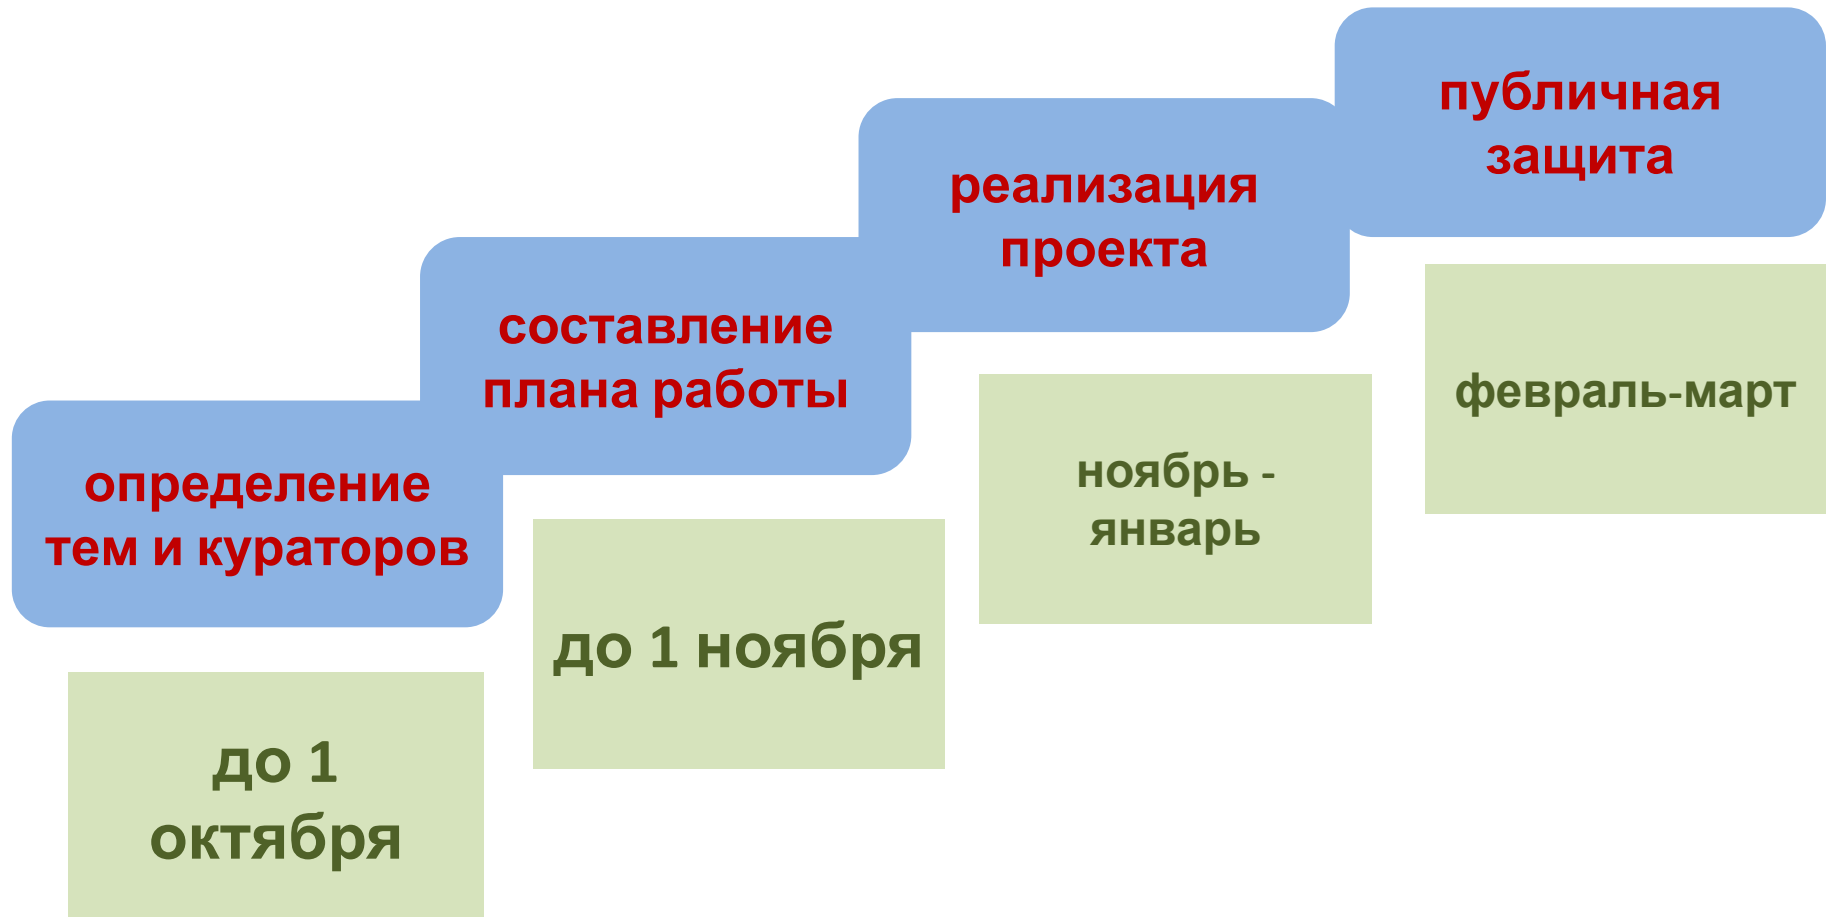 определение
тем и кураторов
до 1
октября
составление
плана работы
до 1 ноября
реализация
проекта
ноябрь -
январь
публичная
защита
февраль-март